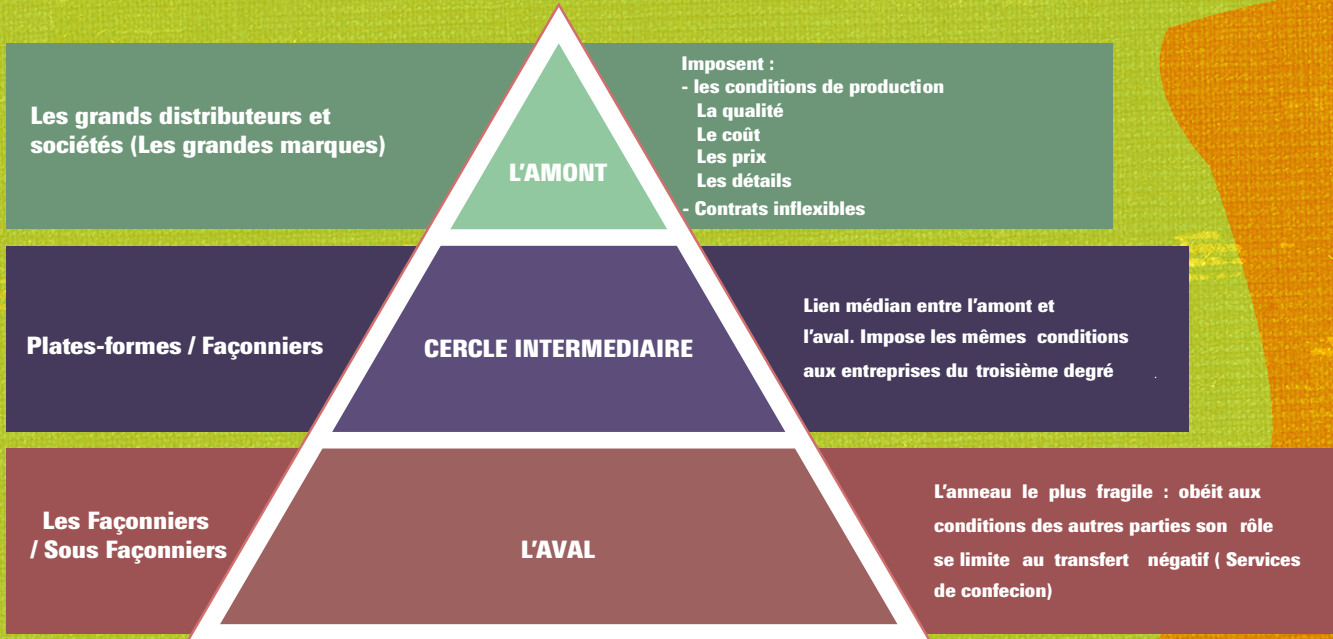 Les grands distributeurs et
sociétés (Les grandes marques)
L'AMONT
Imposent :
- les conditions de production
La qualité
Le coût
Les prix
Les détails
- Contrats inflexibles
Plates-formes / Façonniers
CERCLE INTERMEDIAIRE
Lien médian entre l'amont et
l'aval. Impose les mêmes conditions
aux entreprises du troisième degré .
Les Façonniers
/ Sous Façonniers
L'AVAL
L'anneau le plus fragile : obéit aux
conditions des autres parties son rôle
se limite au transfert négatif ( Services
de confecion)